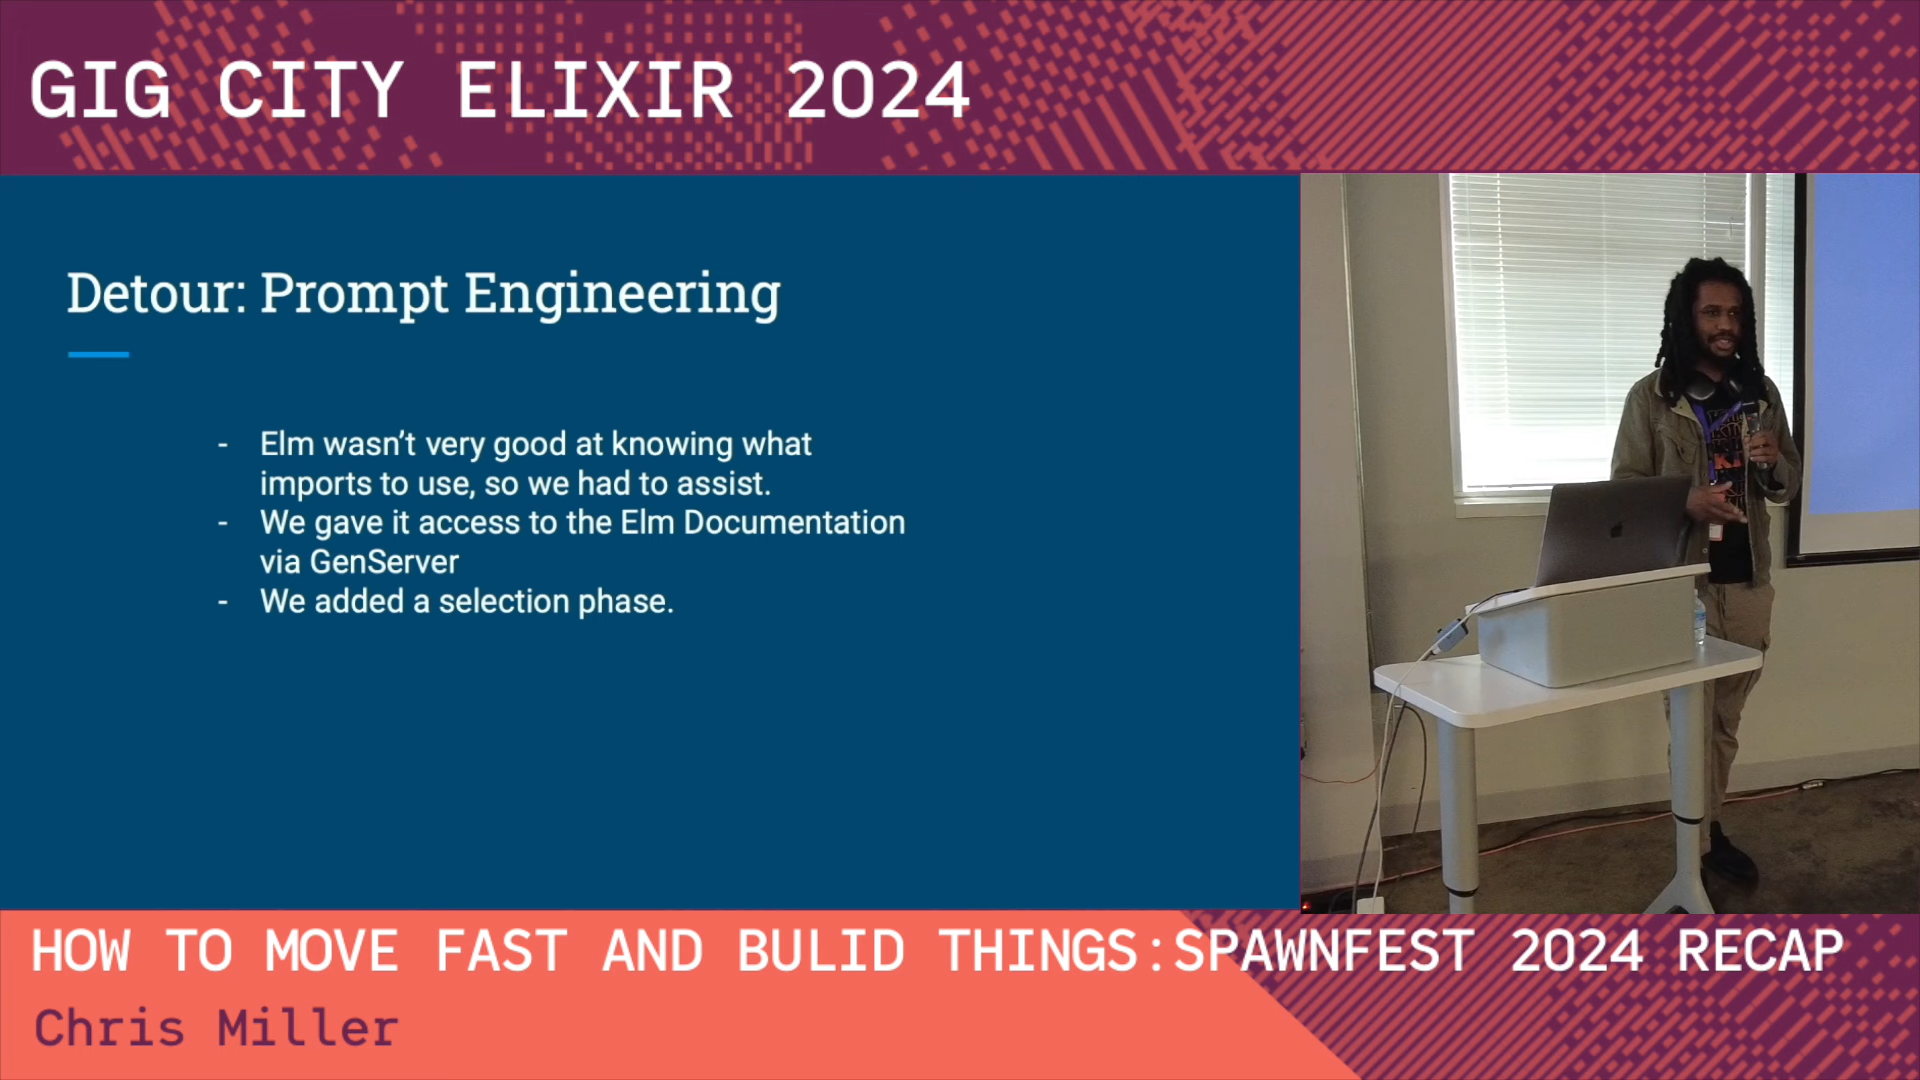 GIG CITY ELIXIR 2024
Detour: Prompt Engineering
- Elm wasn’t very good at knowing what
imports to use, so we had to assist.
- We gave it access to the Elm Documentation
via GenServer
- We added a selection phase.
HOW TO MOVE FAST AND BULID THINGS:SPAWNFEST 2024 RECAP
Chris Miller